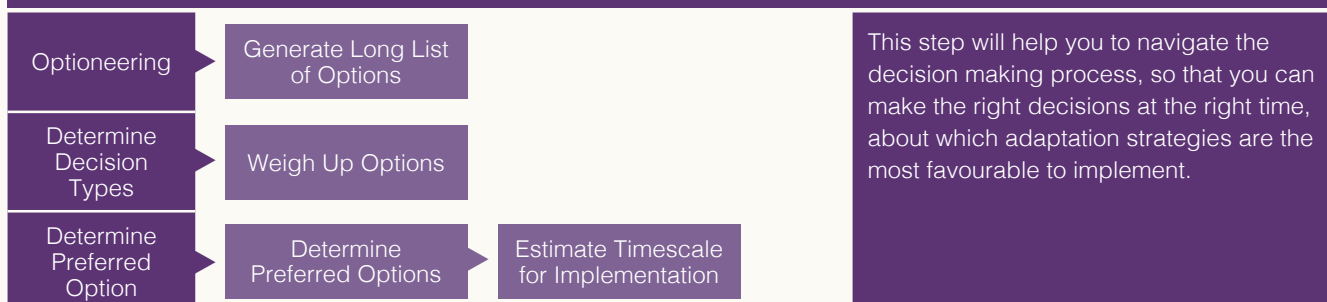 Optioneering
Generate Long List
of Options
Determine
Decision
Types
Weigh Up Options
Determine
Preferred
Option
Determine
Preferred Options
Estimate Timescale
for Implementation
This step will help you to navigate the
decision making process, so that you can
make the right decisions at the right time,
about which adaptation strategies are the
most favourable to implement.